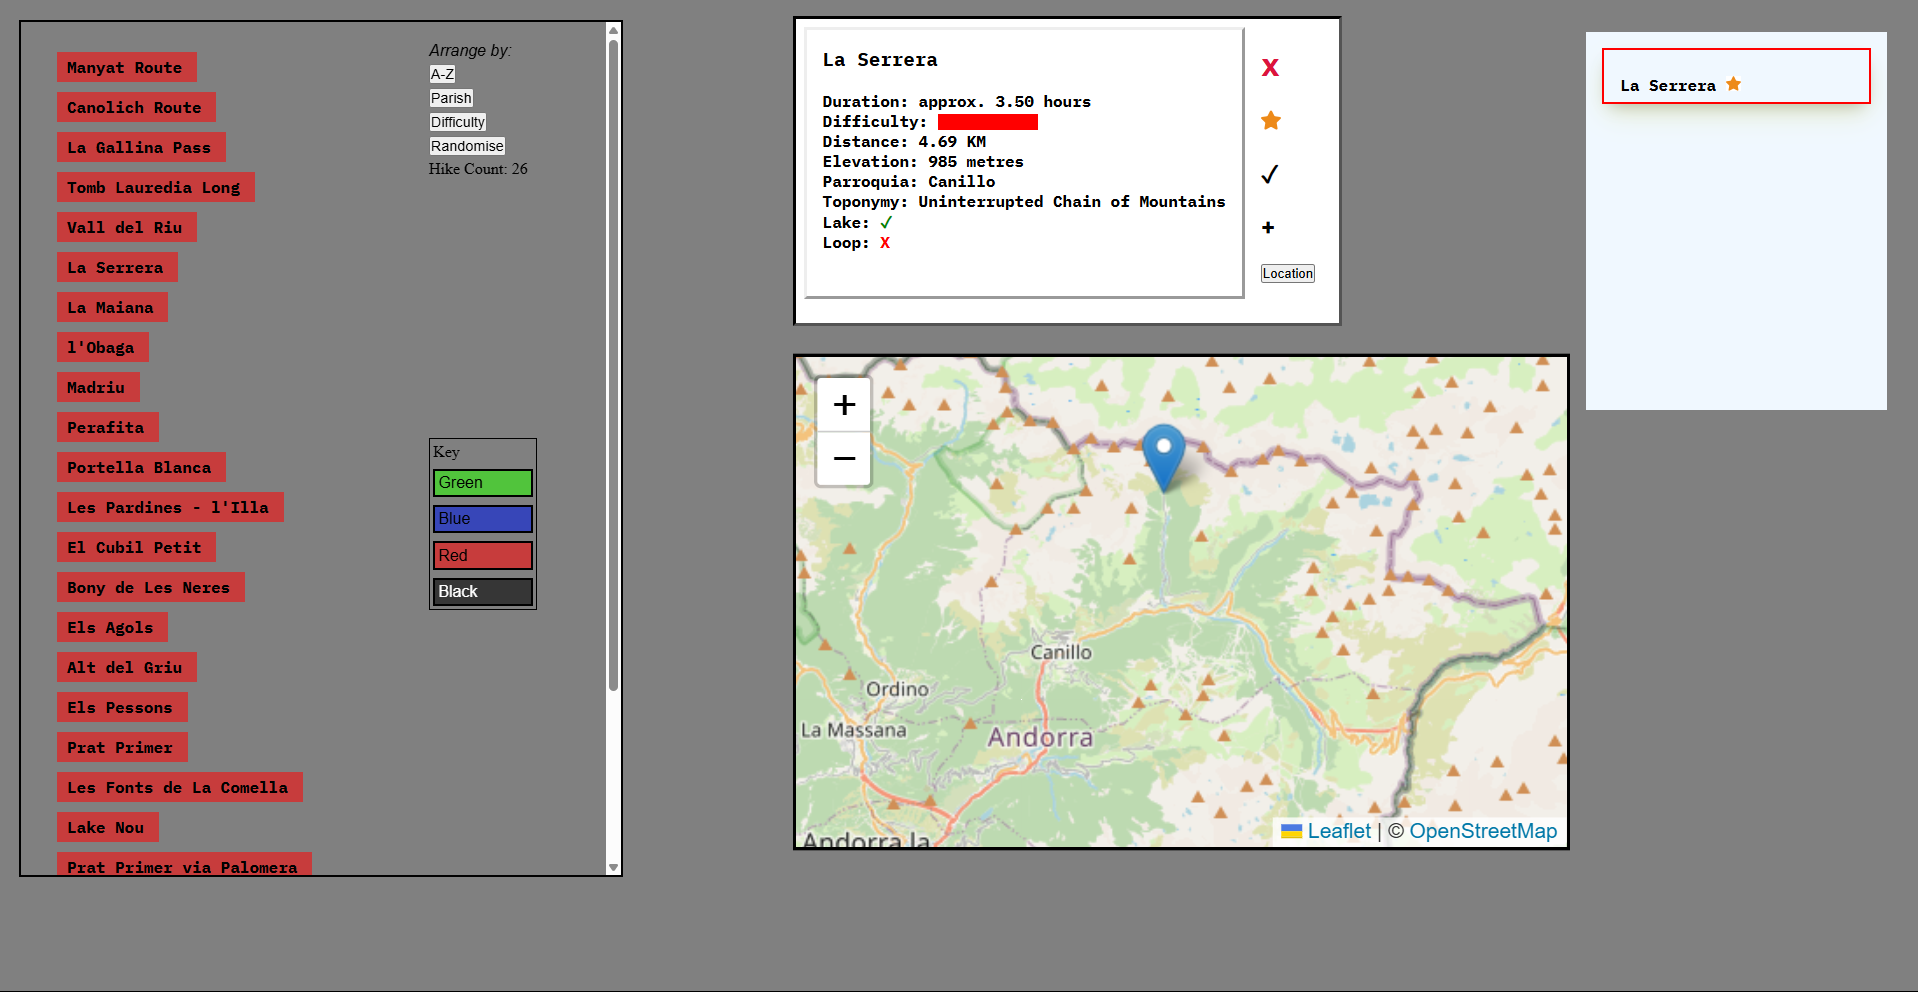 Manyat Route
Canolich Route
La Gallina Pass
Tomb Lauredia Long
Vall del Riu
La Serrera
La Maiana
l'Obaga
Madriu
Perafita
Portella Blanca
Les Pardines - l'Illa
El Cubil Petit
Bony de Les Neres
Els Agols
Alt del Griu
Els Pessons
Prat Primer
Les Fonts de La Comella
Lake Nou
Prat Primer via Palomera
Arrange by:
A-Z
Parish
Difficulty
Randomise
Hike Count: 26
Key
Green
Blue
Red
Black
La Serrera
Duration: approx. 3.50 hours
Difficulty:
Distance: 4.69 KM
Elevation: 985 metres
Parroquia: Canillo
Toponymy: Uninterrupted Chain of Mountains
Lake: ✓
Loop: X
X
✓
+
Location
+
−
Canillo
Ordino
La Massana
Andorra
Andorra la
Leaflet | © OpenStreetMap
La Serrera